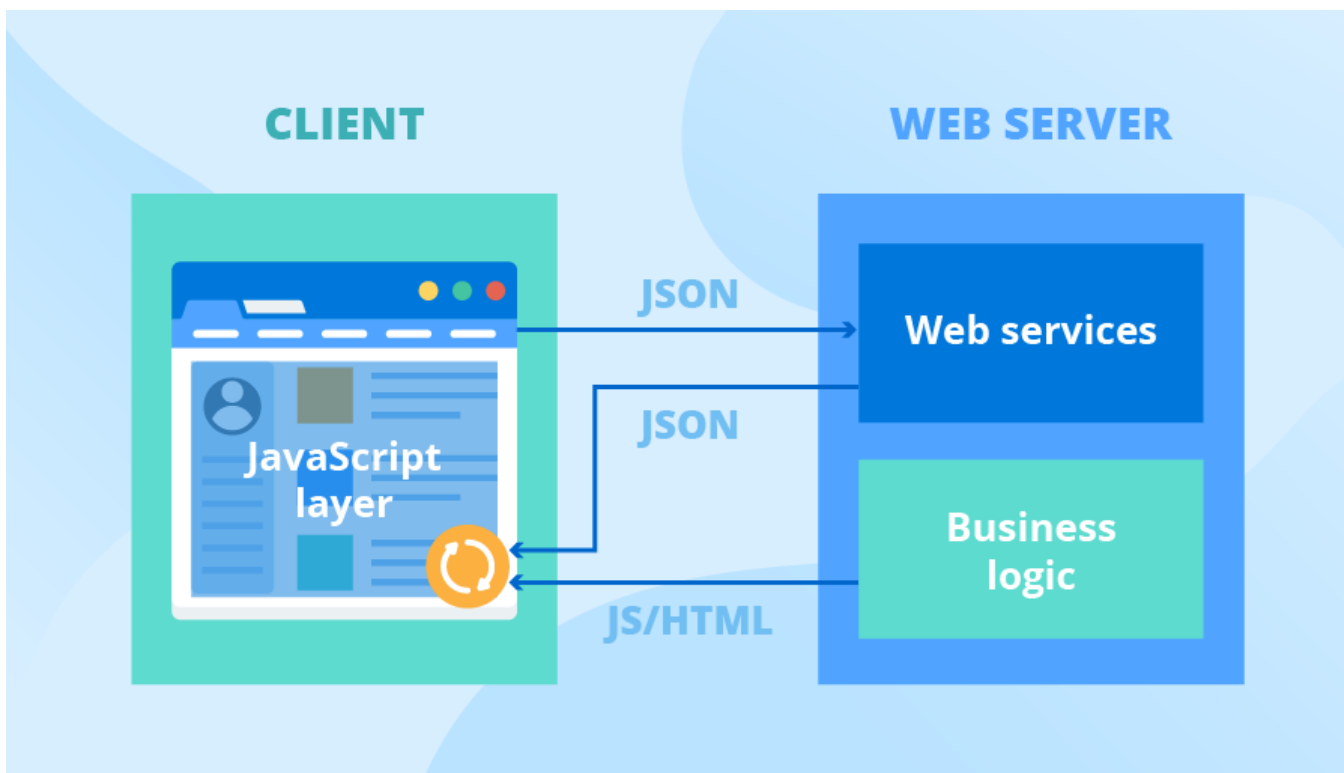 CLIENT
WEB SERVER
JSON
Web services
JSON
JavaScript
layer
Business
logic
JS/HTML